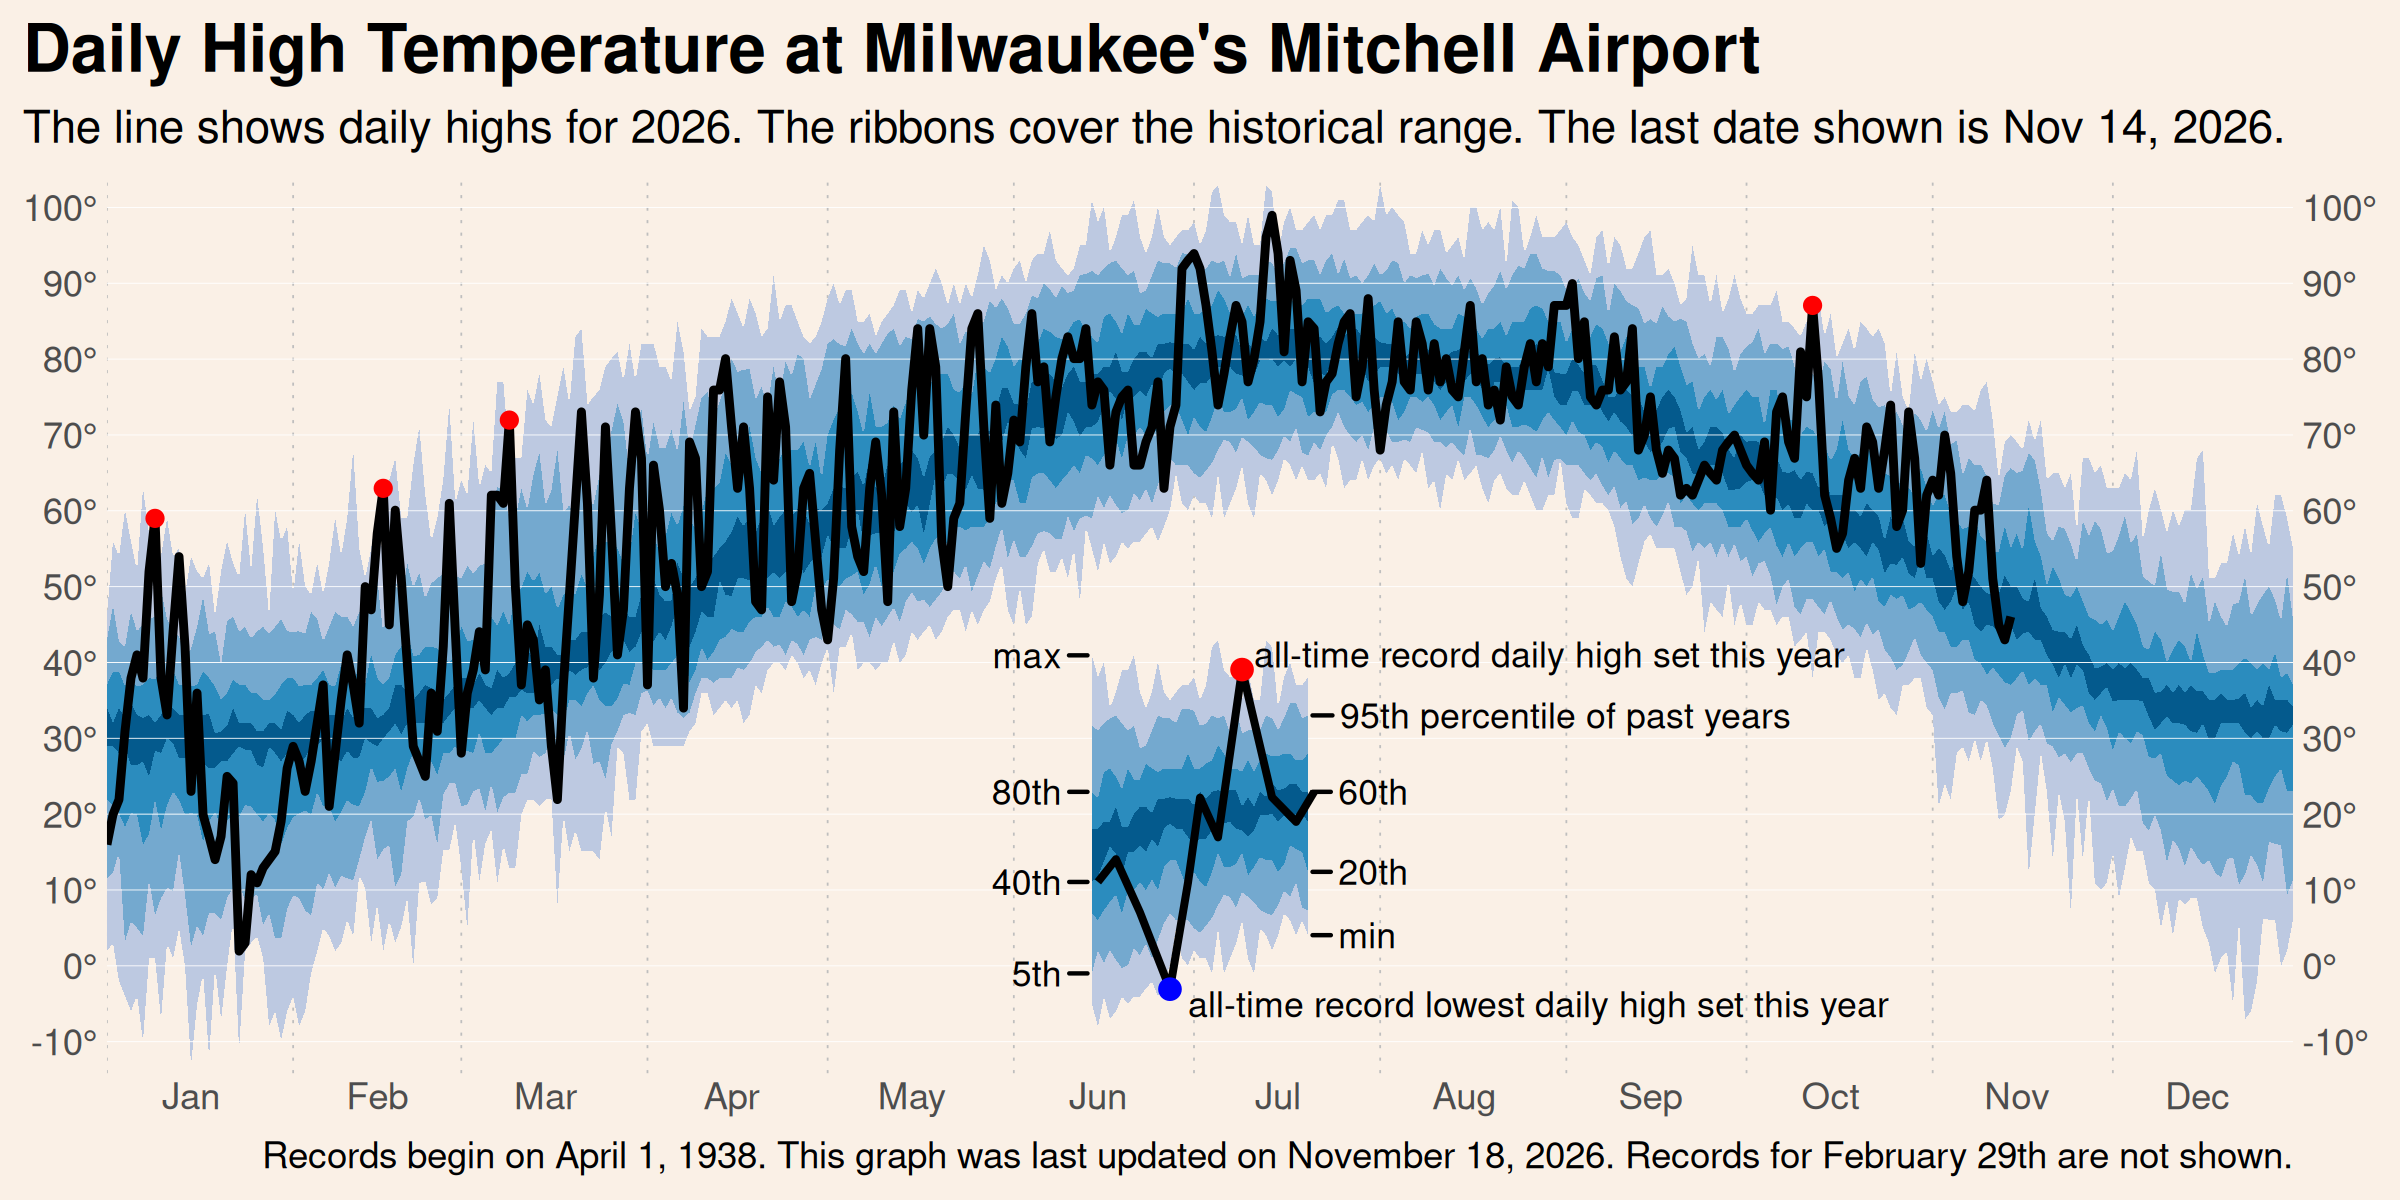 Daily High Temperature at Milwaukee's Mitchell Airport
The line shows daily highs for 2026. The ribbons cover the historical range. The last date shown is Nov 14, 2026.
100° 100°
90° 90°
80° 80°
70° 70°
60° 60°
50° 50°
max all-time record daily high set this year
40° 40°
95th percentile of past years
30° 30°
80th 60th
20° 20°
40th 20th
10° 10°
min
0° 0°
5th
all-time record lowest daily high set this year
-10° -10°
Jan Feb Mar Apr May Jun Jul Aug Sep Oct Nov Dec
Records begin on April 1, 1938. This graph was last updated on November 18, 2026. Records for February 29th are not shown.